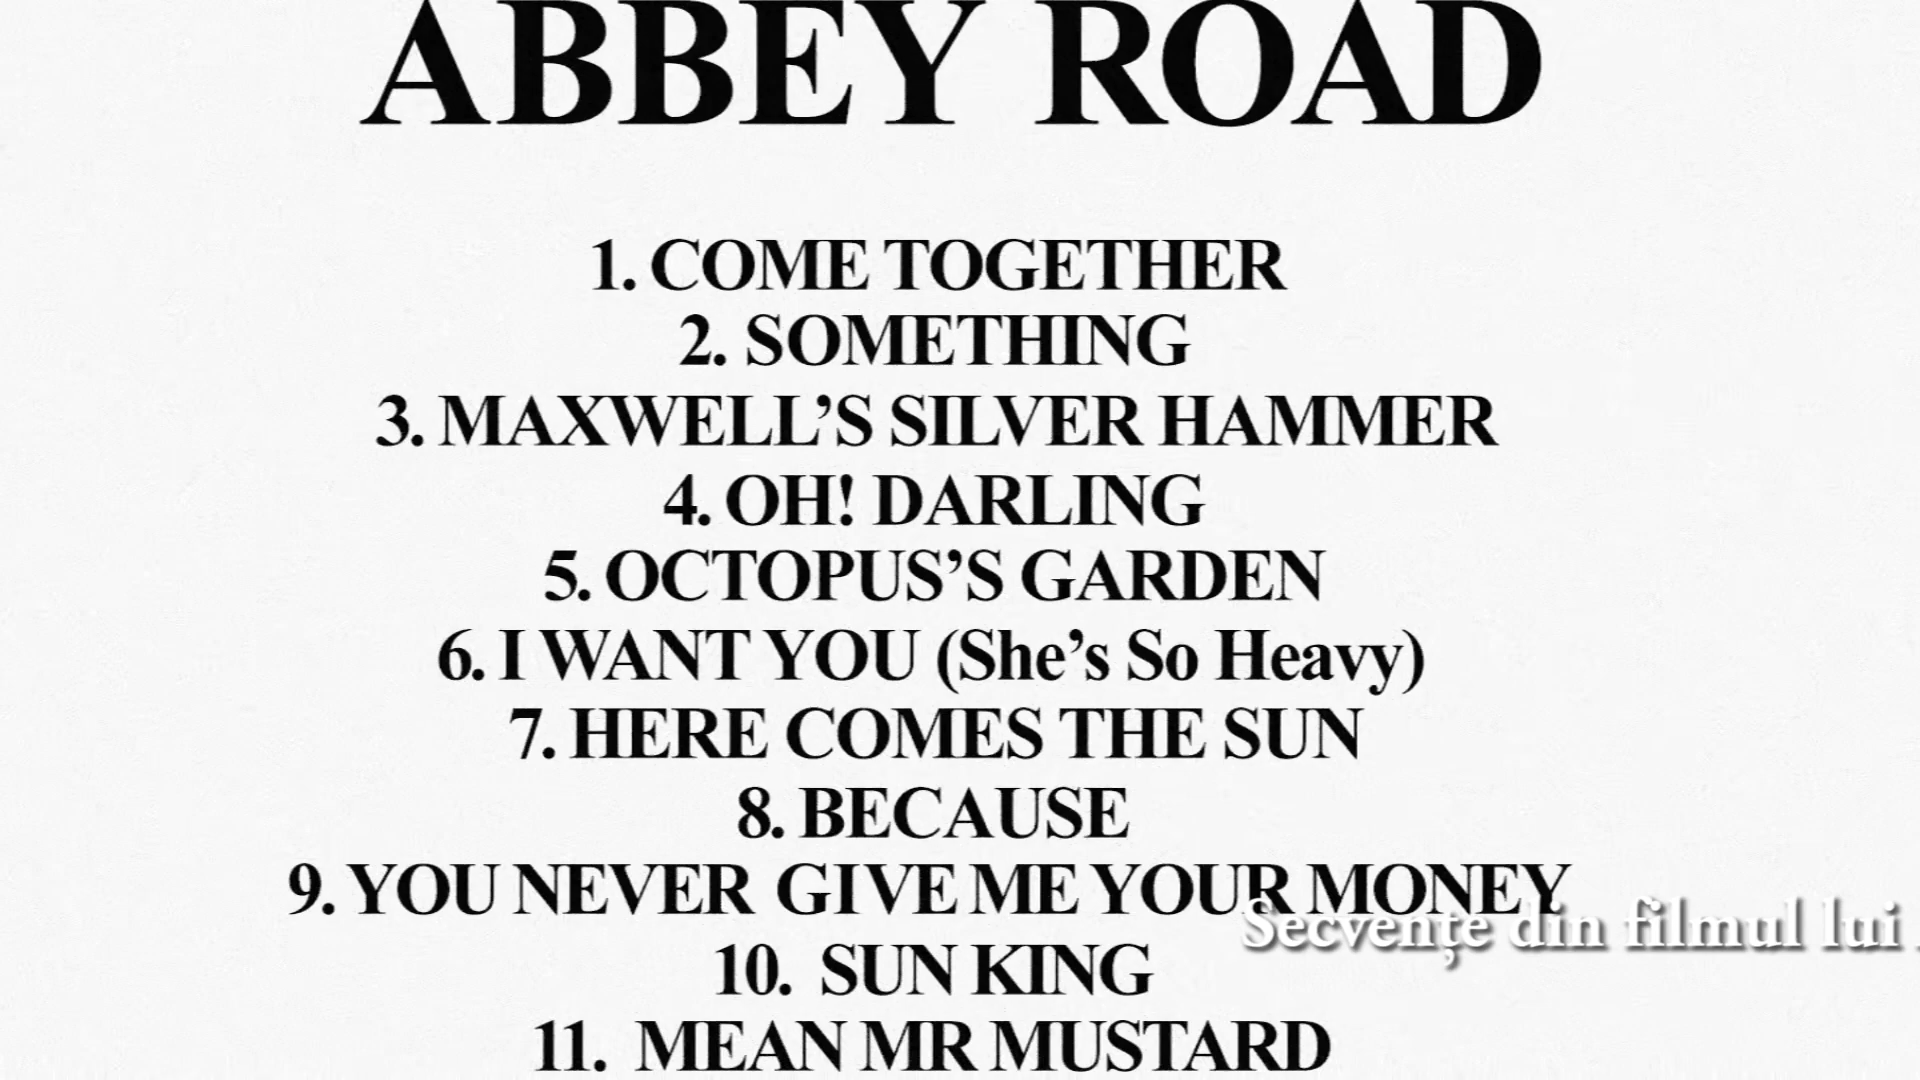 ABBEY ROAD
1. COME TOGETHER
2. SOMETHING
3. MAXWELL’S SILVER HAMMER
4. OH! DARLING
5. OCTOPUS’S GARDEN
6. I WANT YOU (She’s So Heavy)
7. HERE COMES THE SUN
8. BECAUSE
9. YOU NEVER GIVE ME YOUR MONEY
Secvențe din filmul lui
10. SUN KING
11. MEAN MR MUSTARD